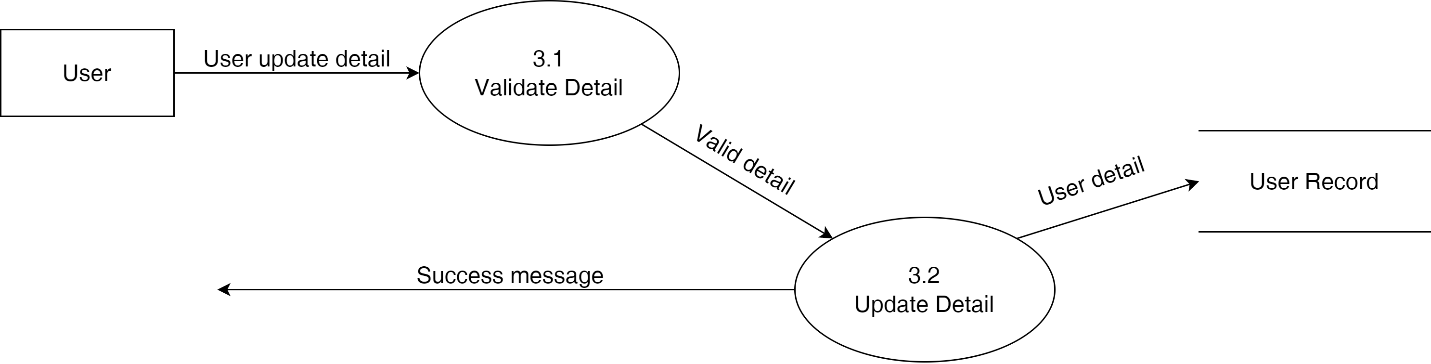 User
User update detail
3.1
Validate Detail
Valid detail
User detail
User Record
Success message
3.2
Update Detail